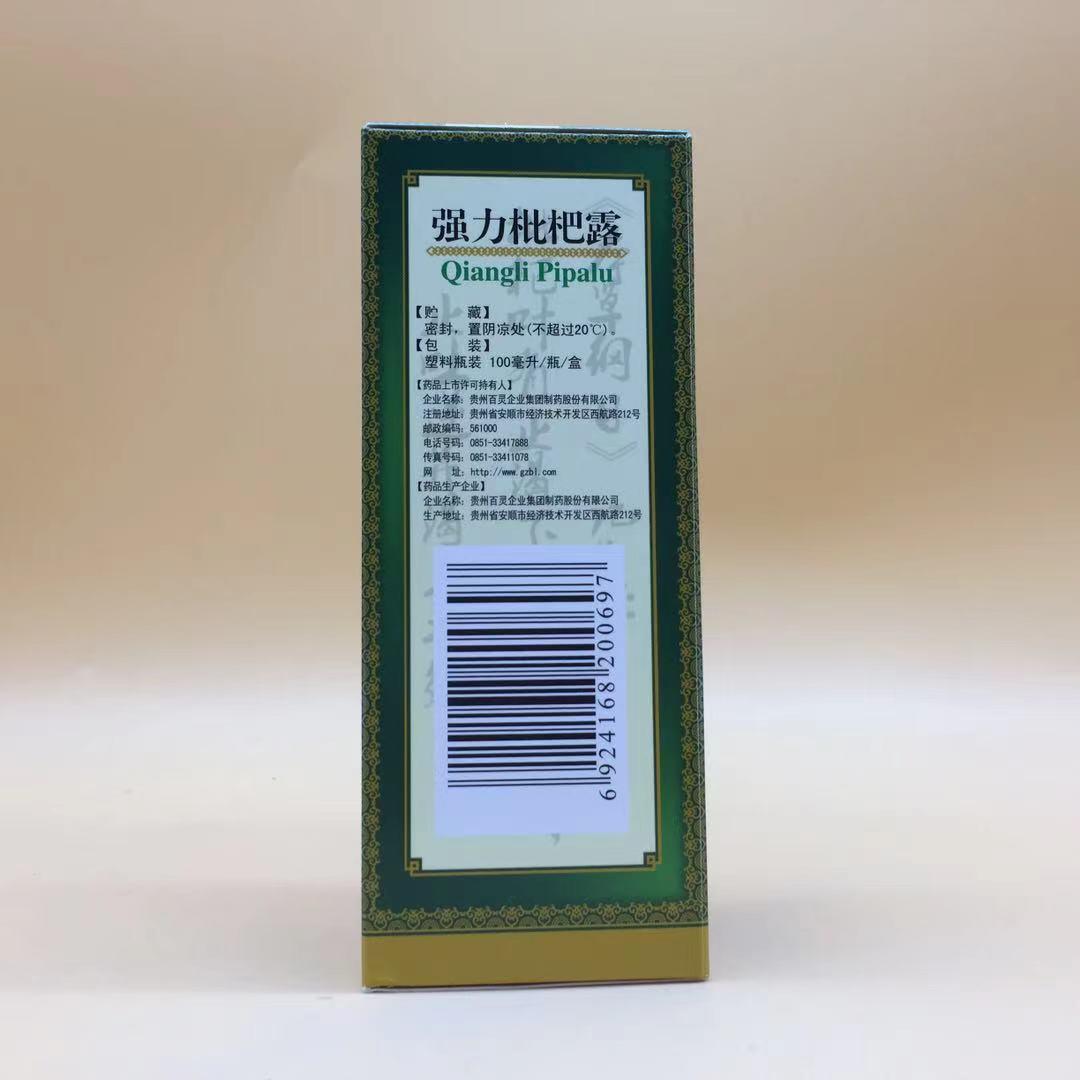 强力枇杷露
Qiangli Pipalu
【贮　　藏】
密封，置阴凉处(不超过20℃)。
【包　　装】
塑料瓶装 100毫升/瓶/盒
【药品上市许可持有人】
企业名称：贵州百灵企业集团制药股份有限公司
注册地址：贵州省安顺市经济技术开发区西航路212号
邮政编码：561000
电话号码：0851-33417888
传真号码：0851-33411078
网　　址：http://www.gzbl.com
【药品生产企业】
企业名称：贵州百灵企业集团制药股份有限公司
生产地址：贵州省安顺市经济技术开发区西航路212号
6924168200697